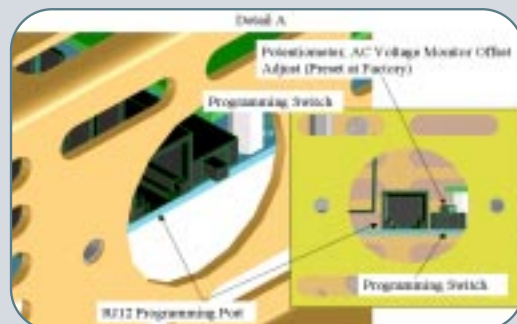 Detail A
Potentiometer, AC Voltage Monitor Offset
Adjust (Preset at Factory)
Programming Switch
Programming Switch
RJ12 Programming Port